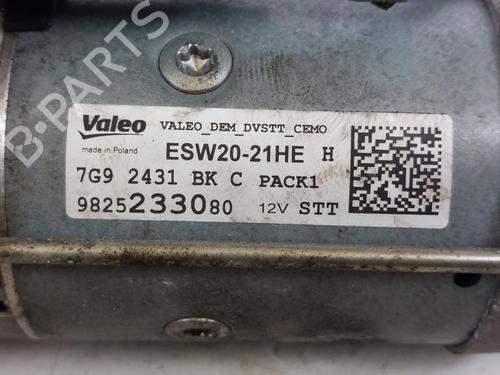 B-PARTS
Valeo VALEO_DEM_DVSTT_CEMO
made in Poland ESW20-21HE H
7G9 2431 BK C PACK1
9825233080 12V STT